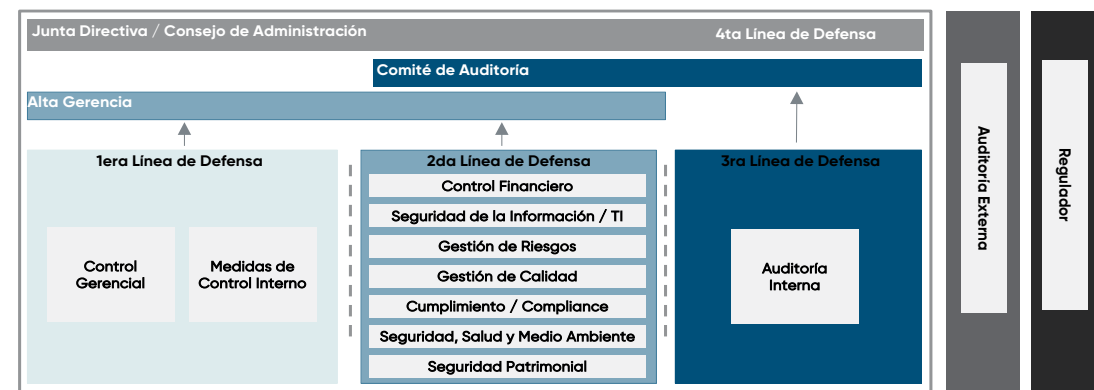 Junta Directiva / Consejo de Administración
4ta Línea de Defensa
Comité de Auditoría
Alta Gerencia
1era Línea de Defensa
Control
Gerencial
Medidas de
Control Interno
2da Línea de Defensa
Control Financiero
Seguridad de la Información / TI
Gestión de Riesgos
Gestión de Calidad
Cumplimiento / Compliance
Seguridad, Salud y Medio Ambiente
Seguridad Patrimonial
3ra Línea de Defensa
Auditoría
Interna
Auditoría Externa
Regulador